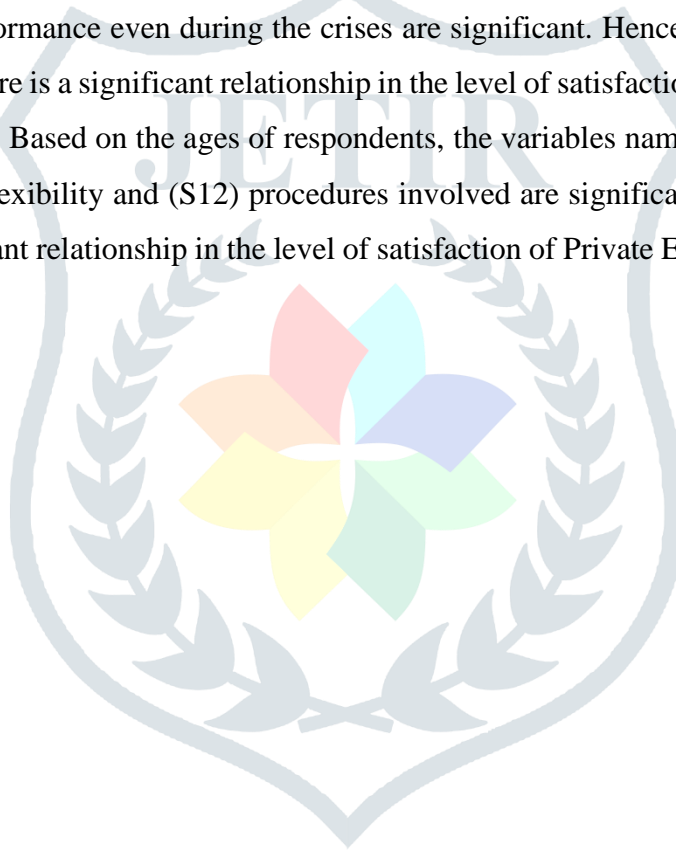 ormance even during the crises are significant. Hence
re is a significant relationship in the level of satisfactio
Based on the ages of respondents, the variables nam
exibility and (S12) procedures involved are significa
ant relationship in the level of satisfaction of Private E
JETIR